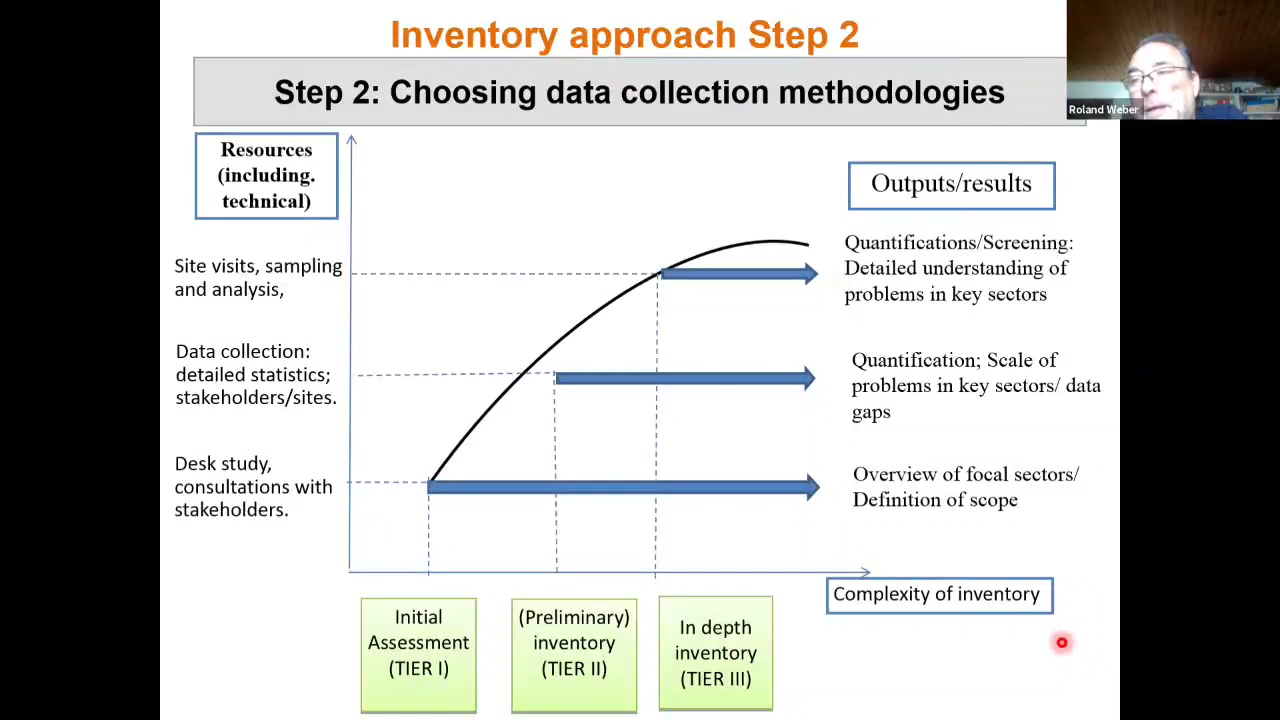 Inventory approach Step 2
Roland Weber
Step 2: Choosing data collection methodologies
Resources
(including.
technical)
Outputs/results
Site visits, sampling
and analysis,
Quantifications/Screening:
Detailed understanding of
problems in key sectors
Data collection:
detailed statistics;
stakeholders/sites.
Quantification; Scale of
problems in key sectors/ data
gaps
Desk study,
consultations with
stakeholders.
Overview of focal sectors/
Definition of scope
Complexity of inventory
Initial
Assessment
(TIER I)
(Preliminary)
inventory
(TIER II)
In depth
inventory
(TIER III)